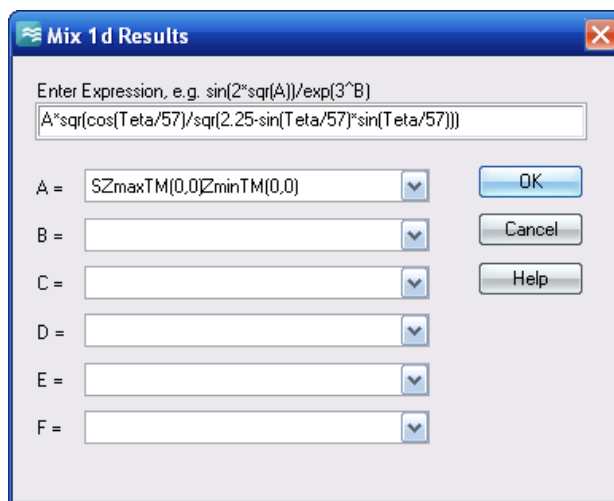 Mix 1d Results
Enter Expression, e.g. sin(2*sqr(A))/exp(3^B)
A*sqr(cos(Teta/57)/sqr(2.25-sin(Teta/57)*sin(Teta/57)))
A = SZmaxTM(0,0)ZminTM(0,0) OK
B = Cancel
C = Help
D =
E =
F =